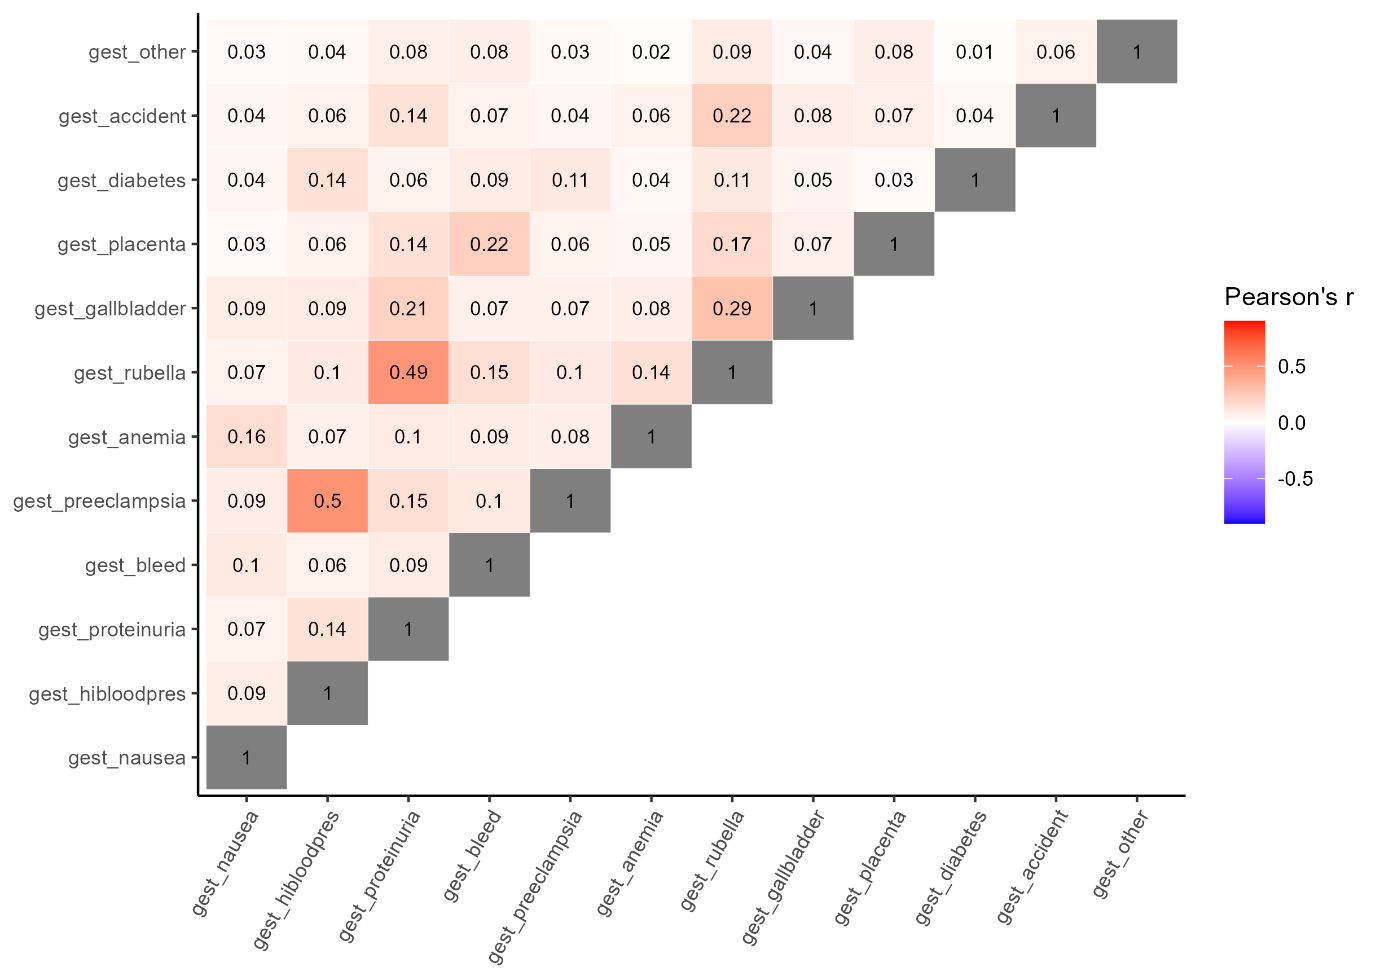 gest_other 0.03 0.04 0.08 0.08 0.03 0.02 0.09 0.04 0.08 0.01 0.06 1
gest_accident 0.04 0.06 0.14 0.07 0.04 0.06 0.22 0.08 0.07 0.04 1
gest_diabetes 0.04 0.14 0.06 0.09 0.11 0.04 0.11 0.05 0.03 1
gest_placenta 0.03 0.06 0.14 0.22 0.06 0.05 0.17 0.07 1
gest_gallbladder 0.09 0.09 0.21 0.07 0.07 0.08 0.29 1
gest_rubella 0.07 0.1 0.49 0.15 0.1 0.14 1
gest_anemia 0.16 0.07 0.1 0.09 0.08 1
gest_preeclampsia 0.09 0.5 0.15 0.1 1
gest_bleed 0.1 0.06 0.09 1
gest_proteinuria 0.07 0.14 1
gest_hibloodpres 0.09 1
gest_nausea 1
gest_nausea
gest_hibloodpres
gest_proteinuria
gest_bleed
gest_preeclampsia
gest_anemia
gest_rubella
gest_gallbladder
gest_placenta
gest_diabetes
gest_accident
gest_other
Pearson's r
0.5
0.0
-0.5